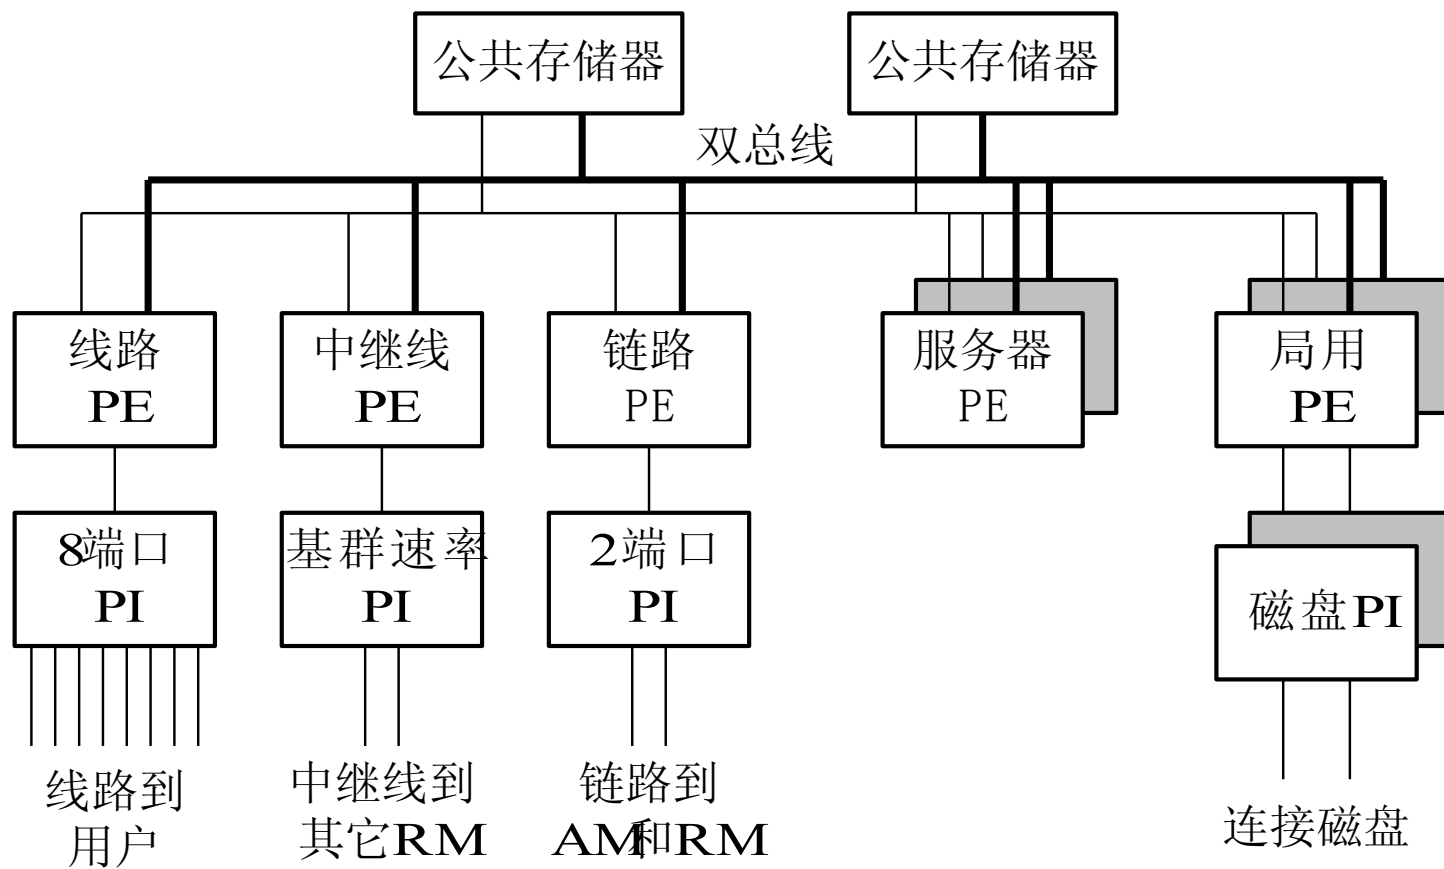 公共存储器
公共存储器
双总线
线路
PE
中继线
PE
链路
PE
服务器
PE
局用
PE
8端口
PI
基群速率
PI
2端口
PI
磁盘PI
线路到
用户
中继线到
其它RM
链路到
AM和RM
连接磁盘